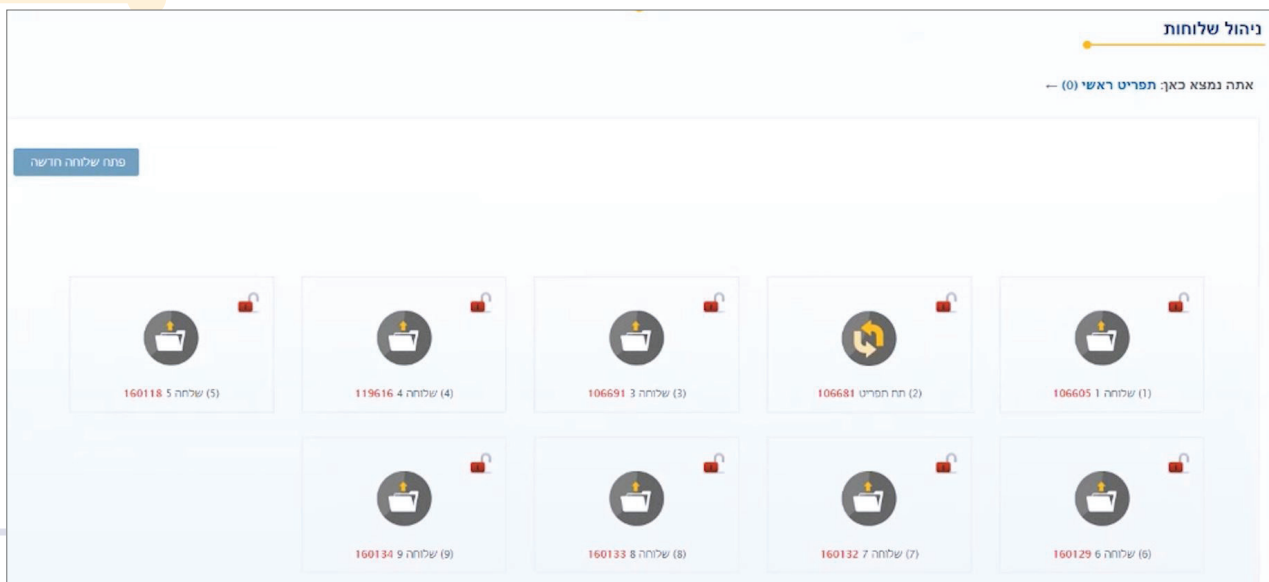 ניהול שלוחות
אתה נמצא כאן: תפריט ראשי (0) ←
פתח שלוחה חדשה
(1) שלוחה 1 106605
(2) תת תפריט 106681
(3) שלוחה 3 106691
(4) שלוחה 4 119616
(5) שלוחה 5 160118
(6) שלוחה 6 160129
(7) שלוחה 7 160132
(8) שלוחה 8 160133
(9) שלוחה 9 160134